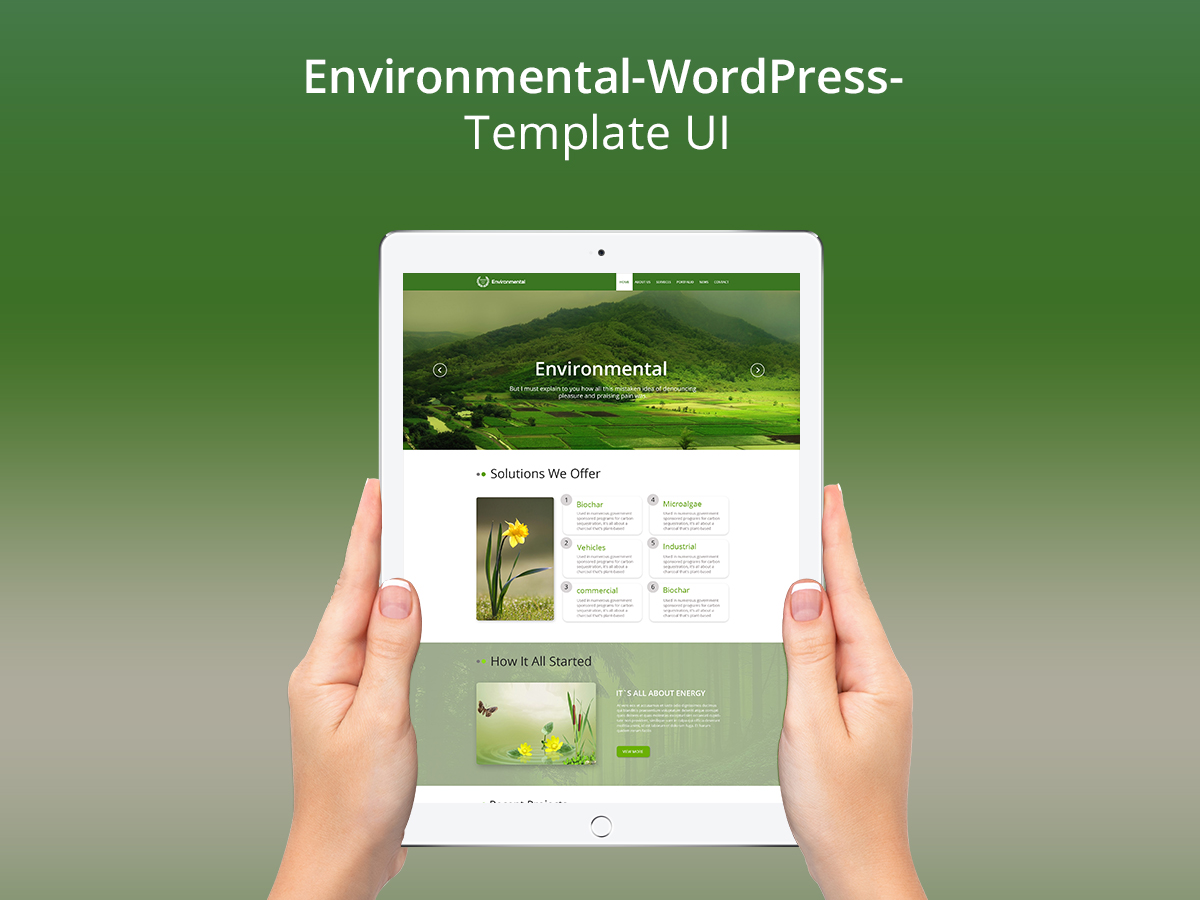 Environmental-WordPress-
Template UI
Environmental
HOME ABOUT US SERVICES PORTFOLIO NEWS CONTACT
Environmental
But I must explain to you how all this mistaken idea of denouncing
pleasure and praising pain was
Solutions We Offer
1 Biochar
Used in numerous government
sponsored programs for carbon
sequestration, it's all about a
charcoal that's plant-based
4 Microalgae
Used in numerous government
sponsored programs for carbon
sequestration, it's all about a
charcoal that's plant-based
2 Vehicles
Used in numerous government
sponsored programs for carbon
sequestration, it's all about a
charcoal that's plant-based
5 Industrial
Used in numerous government
sponsored programs for carbon
sequestration, it's all about a
charcoal that's plant-based
3 commercial
Used in numerous government
sponsored programs for carbon
sequestration, it's all about a
charcoal that's plant-based
6 Biochar
Used in numerous government
sponsored programs for carbon
sequestration, it's all about a
charcoal that's plant-based
How It All Started
IT`S ALL ABOUT ENERGY
VIEW MORE
Recent Projects